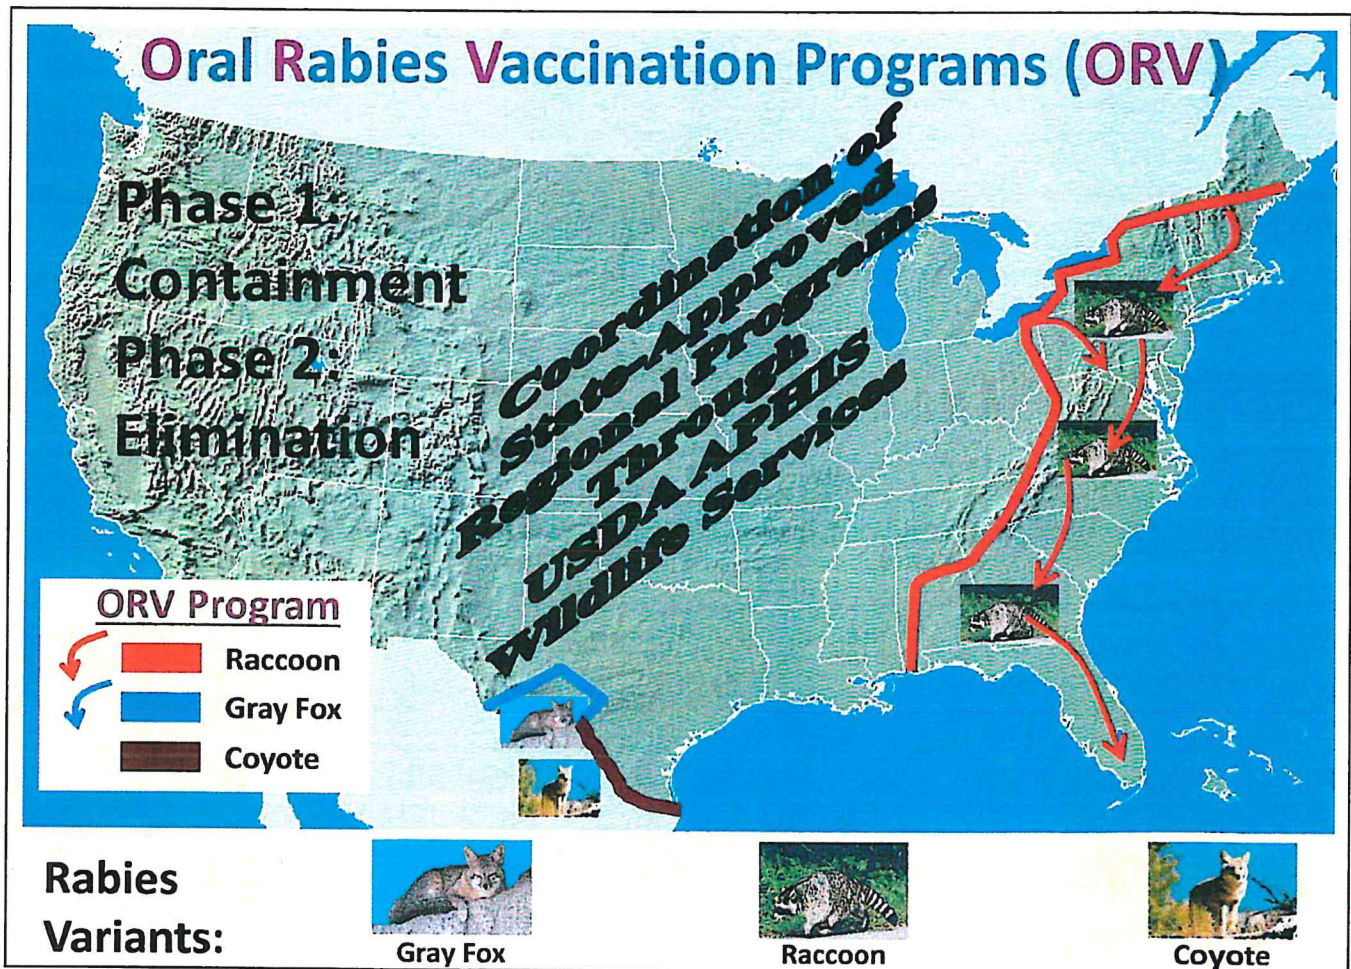 Oral Rabies Vaccination Programs (ORV)
Phase 1:
Containment
Phase 2:
Elimination
Coordination of
State-Approved
Regional Programs
Through
USDA APHIS
Wildlife Services
ORV Program
Raccoon
Gray Fox
Coyote
Rabies
Variants:
Gray Fox
Raccoon
Coyote